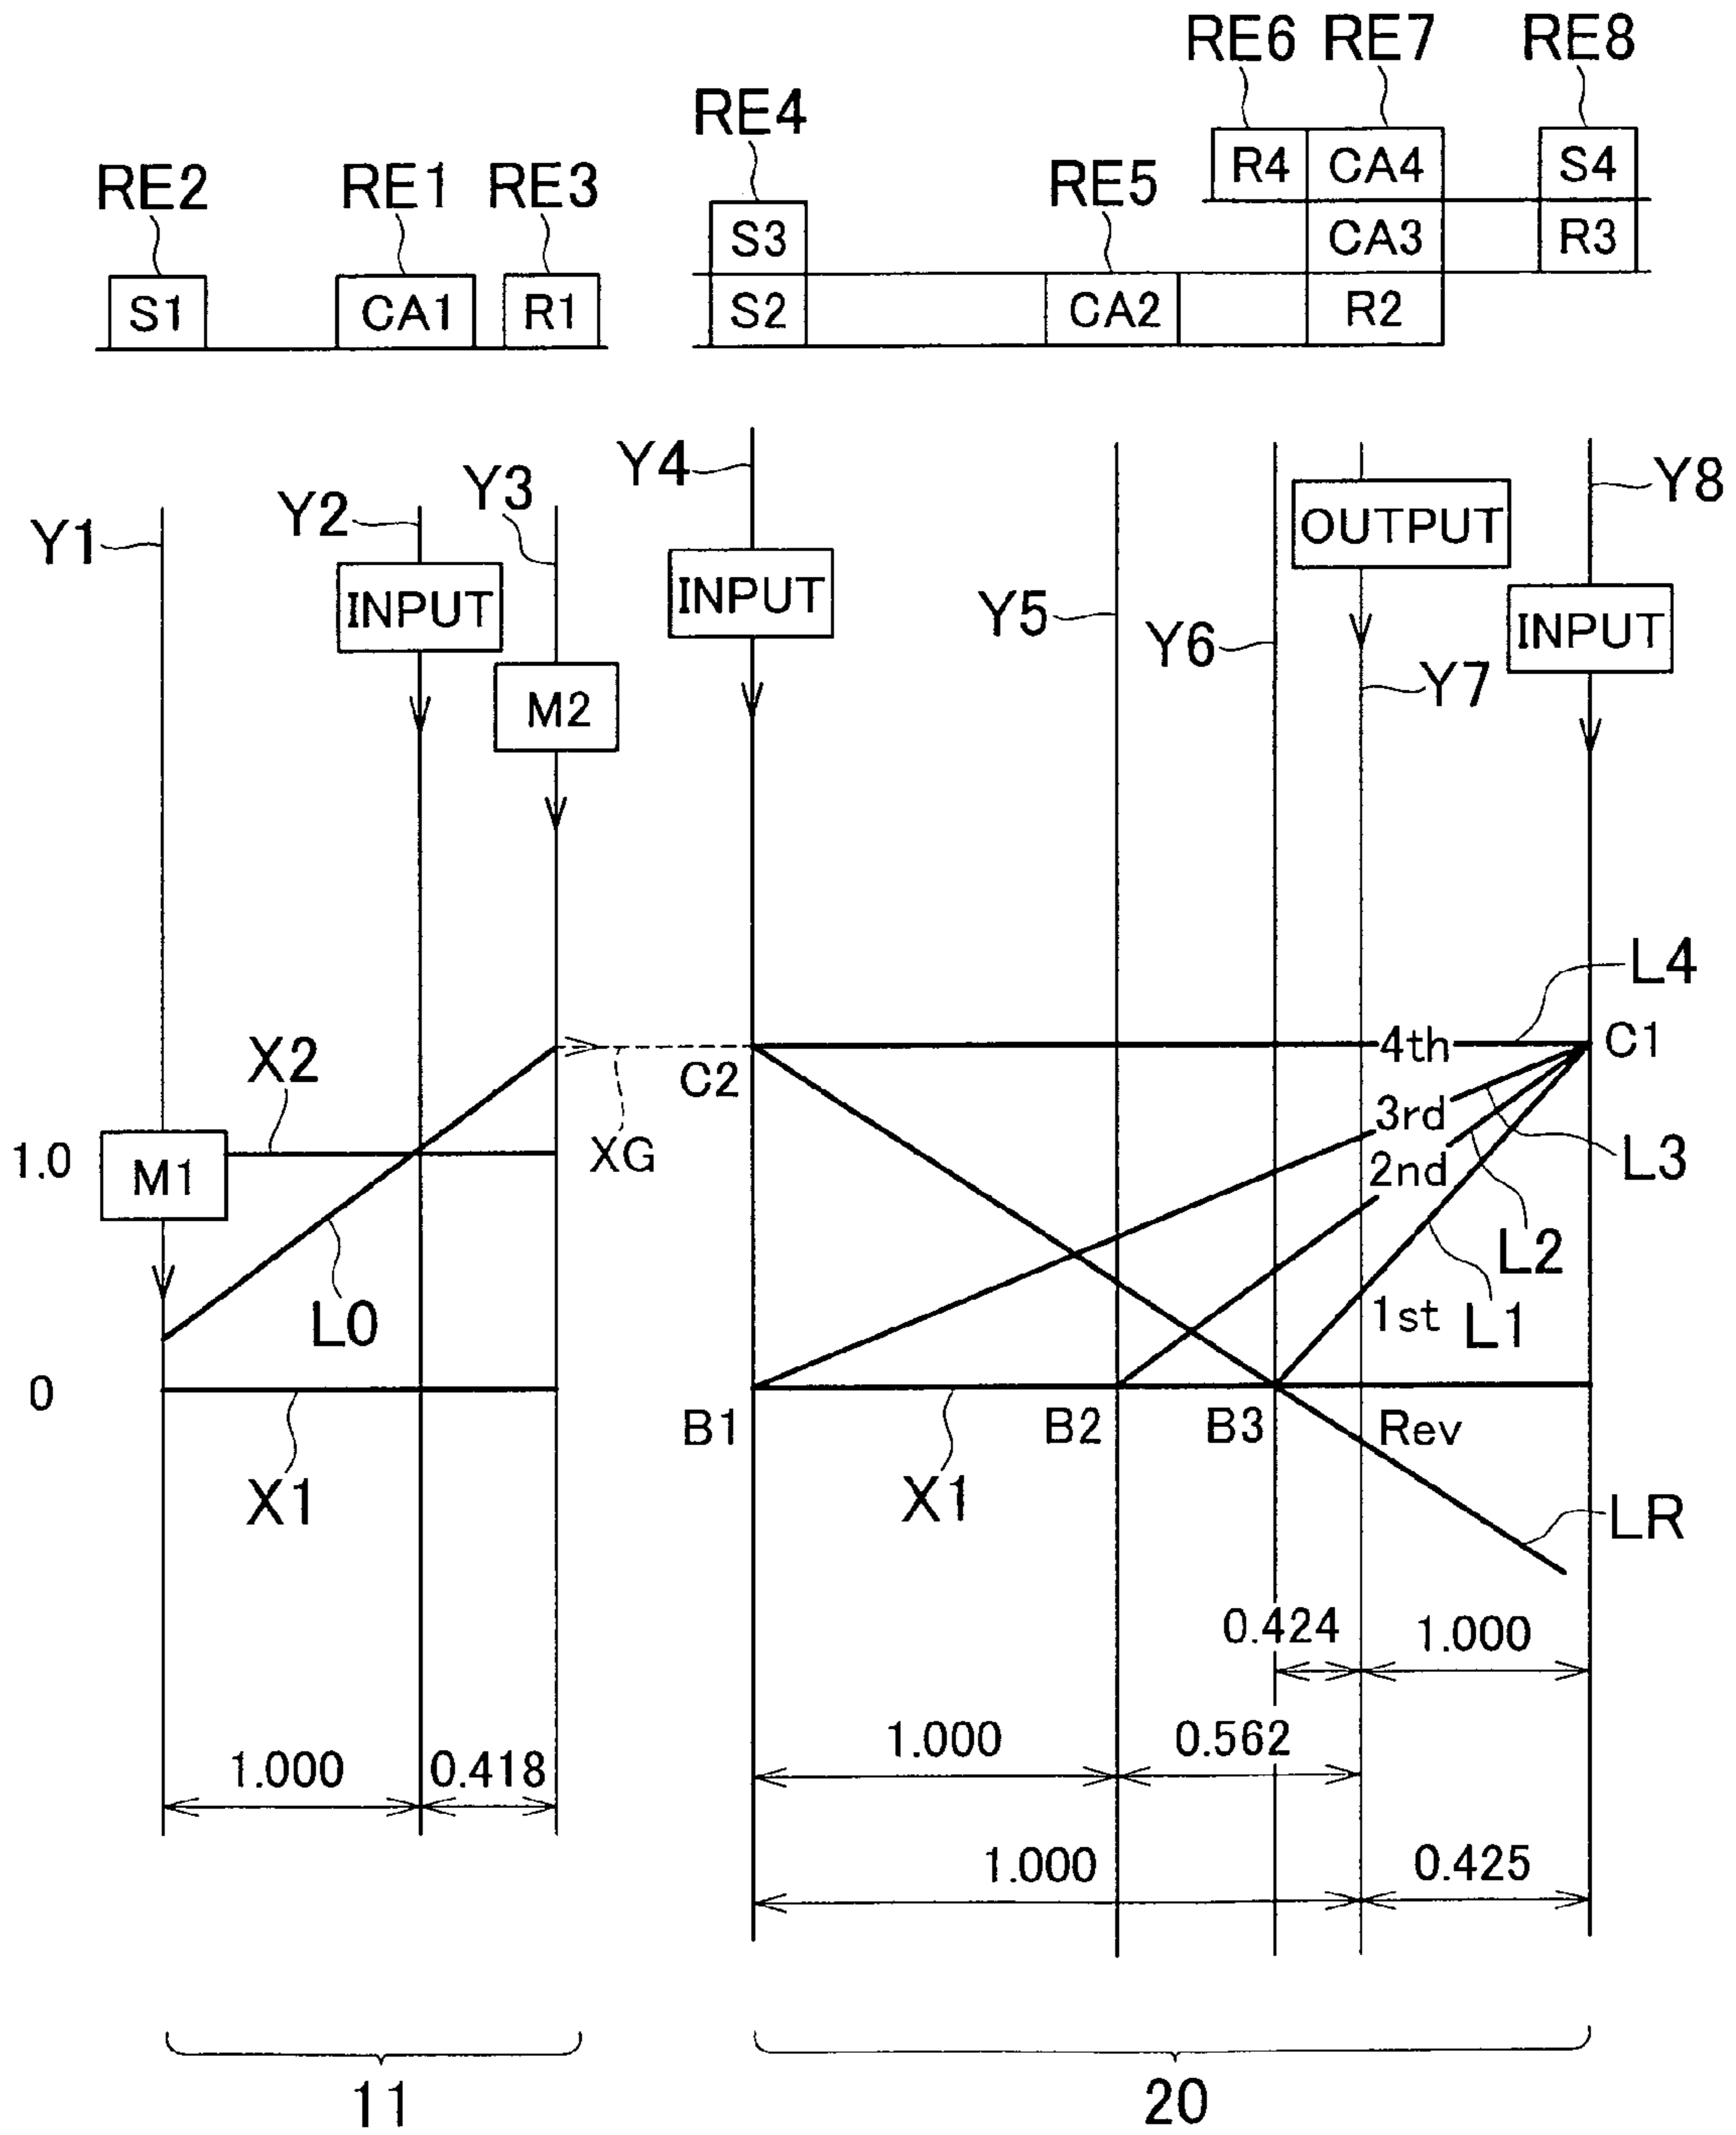 RE6 RE7 RE8
RE4
RE2 RE1 RE3 RE5
R4 CA4 S4
S3 CA3 R3
S1 CA1 R1 S2 CA2 R2
Y4 Y8
Y3
Y2
Y1
OUTPUT
INPUT INPUT
Y5
INPUT
Y6
Y7
M2
L4
C1
X2
C2
4th
3rd
XG
1.0
M1
2nd
L3
L2
L0
1st
L1
0
B1 B2 B3 Rev
X1 X1
LR
0.424 1.000
1.000 0.562
1.000 0.418
1.000 0.425
11 20